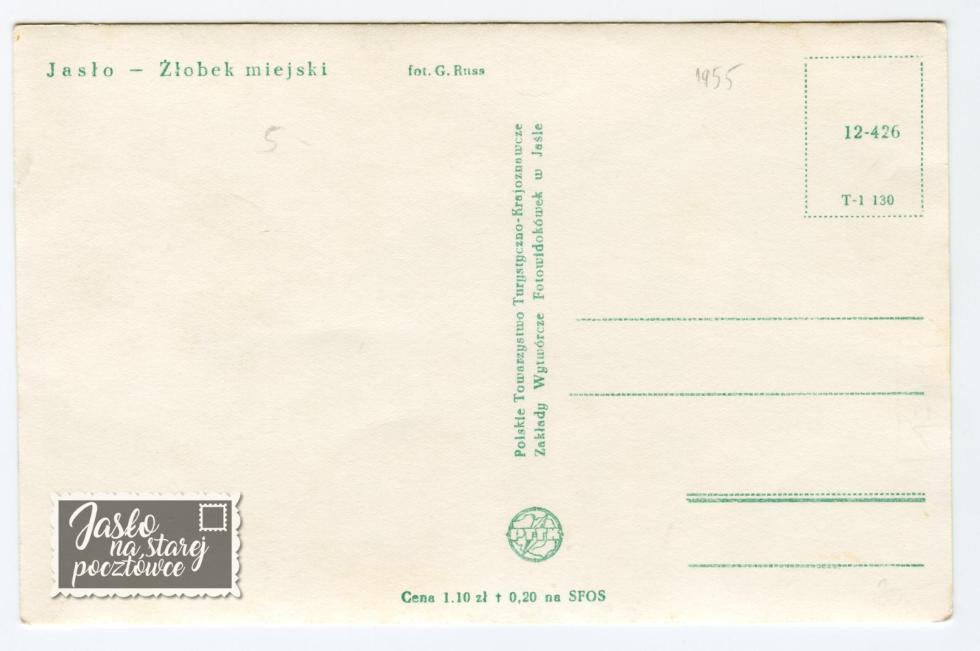 Jasło – Żłobek miejski
fot. G. Russ
1955
5-
12-426
T-1 130
Polskie Towarzystwo Turystyczno-Krajoznawcze
Zakłady Wytwórcze Fotowidokówek w Jaśle
PTTK
Jasło
na starej
pocztówce
Cena 1.10 zł † 0,20 na SFOS